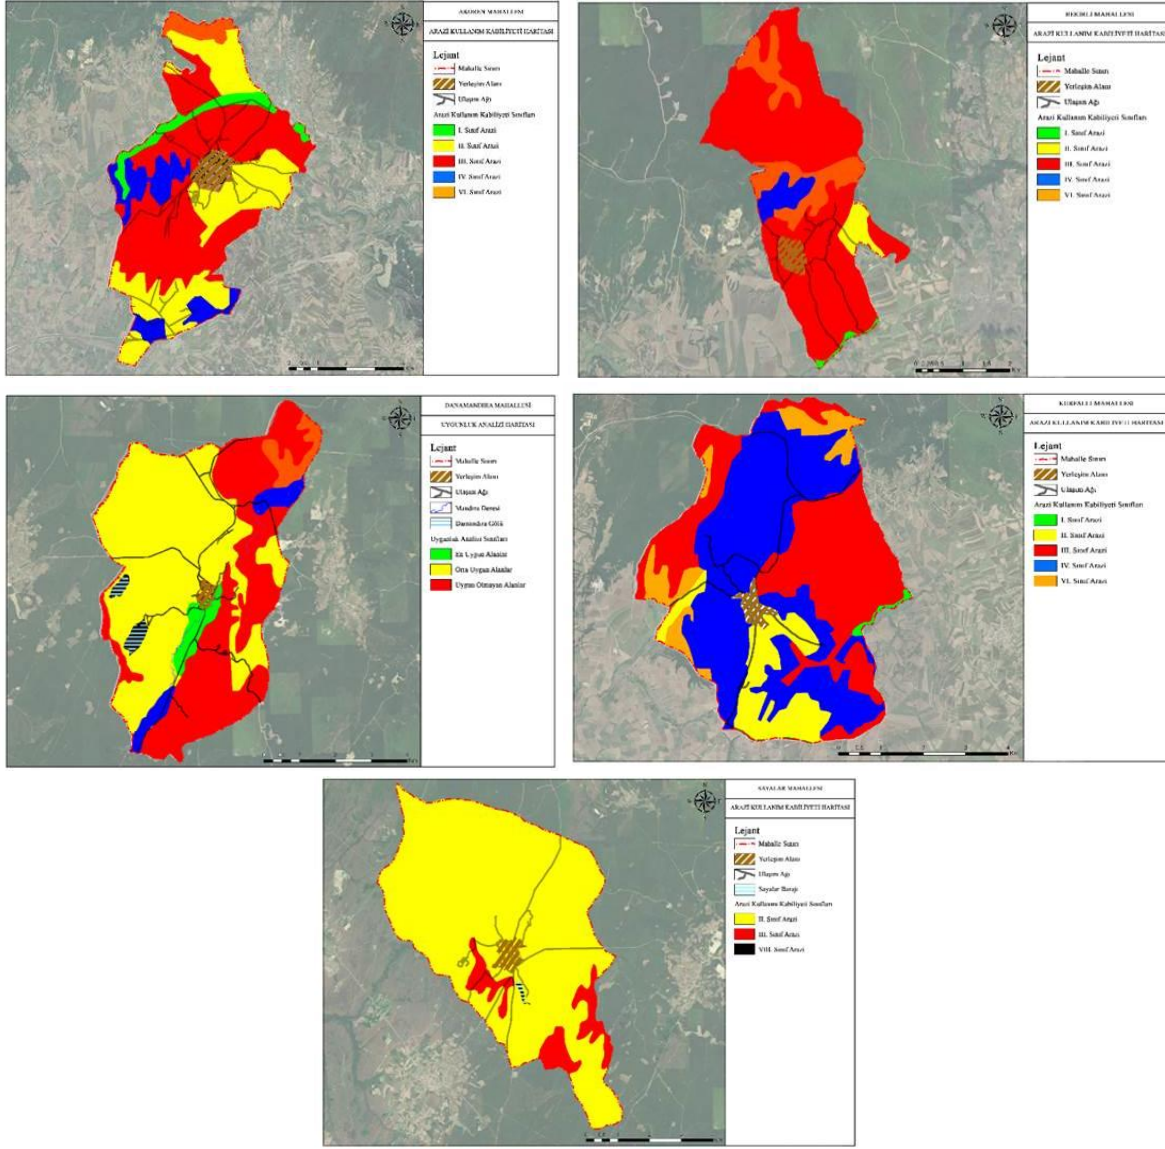 AKÖREN MAHALLESİ
ARAZİ KULLANIM KABİLİYETİ HARİTASI
Lejant
Mahalle Sınırı
Yerleşim Alanı
Ulaşım Ağı
Arazi Kullanım Kabiliyeti Sınıfları
I. Sınıf Arazi
II. Sınıf Arazi
III. Sınıf Arazi
IV. Sınıf Arazi
VI. Sınıf Arazi
BEKİRLİ MAHALLESİ
ARAZİ KULLANIM KABİLİYETİ HARİTASI
Lejant
Mahalle Sınırı
Yerleşim Alanı
Ulaşım Ağı
Arazi Kullanım Kabiliyeti Sınıfları
I. Sınıf Arazi
II. Sınıf Arazi
III. Sınıf Arazi
IV. Sınıf Arazi
VI. Sınıf Arazi
DANAMANDIRA MAHALLESİ
UYGUNLUK ANALİZİ HARİTASI
Lejant
Mahalle Sınırı
Yerleşim Alanı
Ulaşım Ağı
Mandıra Deresi
Gölü
Uygunluk Analizi Sınıfları
En Uygun Alanlar
Orta Uygun Alanlar
Uygun Olmayan Alanlar
KURFALLI MAHALLESİ
ARAZİ KULLANIM KABİLİYETİ HARİTASI
Lejant
Mahalle Sınırı
Yerleşim Alanı
Ulaşım Ağı
Arazi Kullanım Kabiliyeti Sınıfları
I. Sınıf Arazi
II. Sınıf Arazi
III. Sınıf Arazi
IV. Sınıf Arazi
VI. Sınıf Arazi
SAYALAR MAHALLESİ
ARAZİ KULLANIM KABİLİYETİ HARİTASI
Lejant
Mahalle Sınırı
Yerleşim Alanı
Ulaşım Ağı
Sayalar Barajı
Arazi Kullanım Kabiliyeti Sınıfları
II. Sınıf Arazi
III. Sınıf Arazi
VIII. Sınıf Arazi